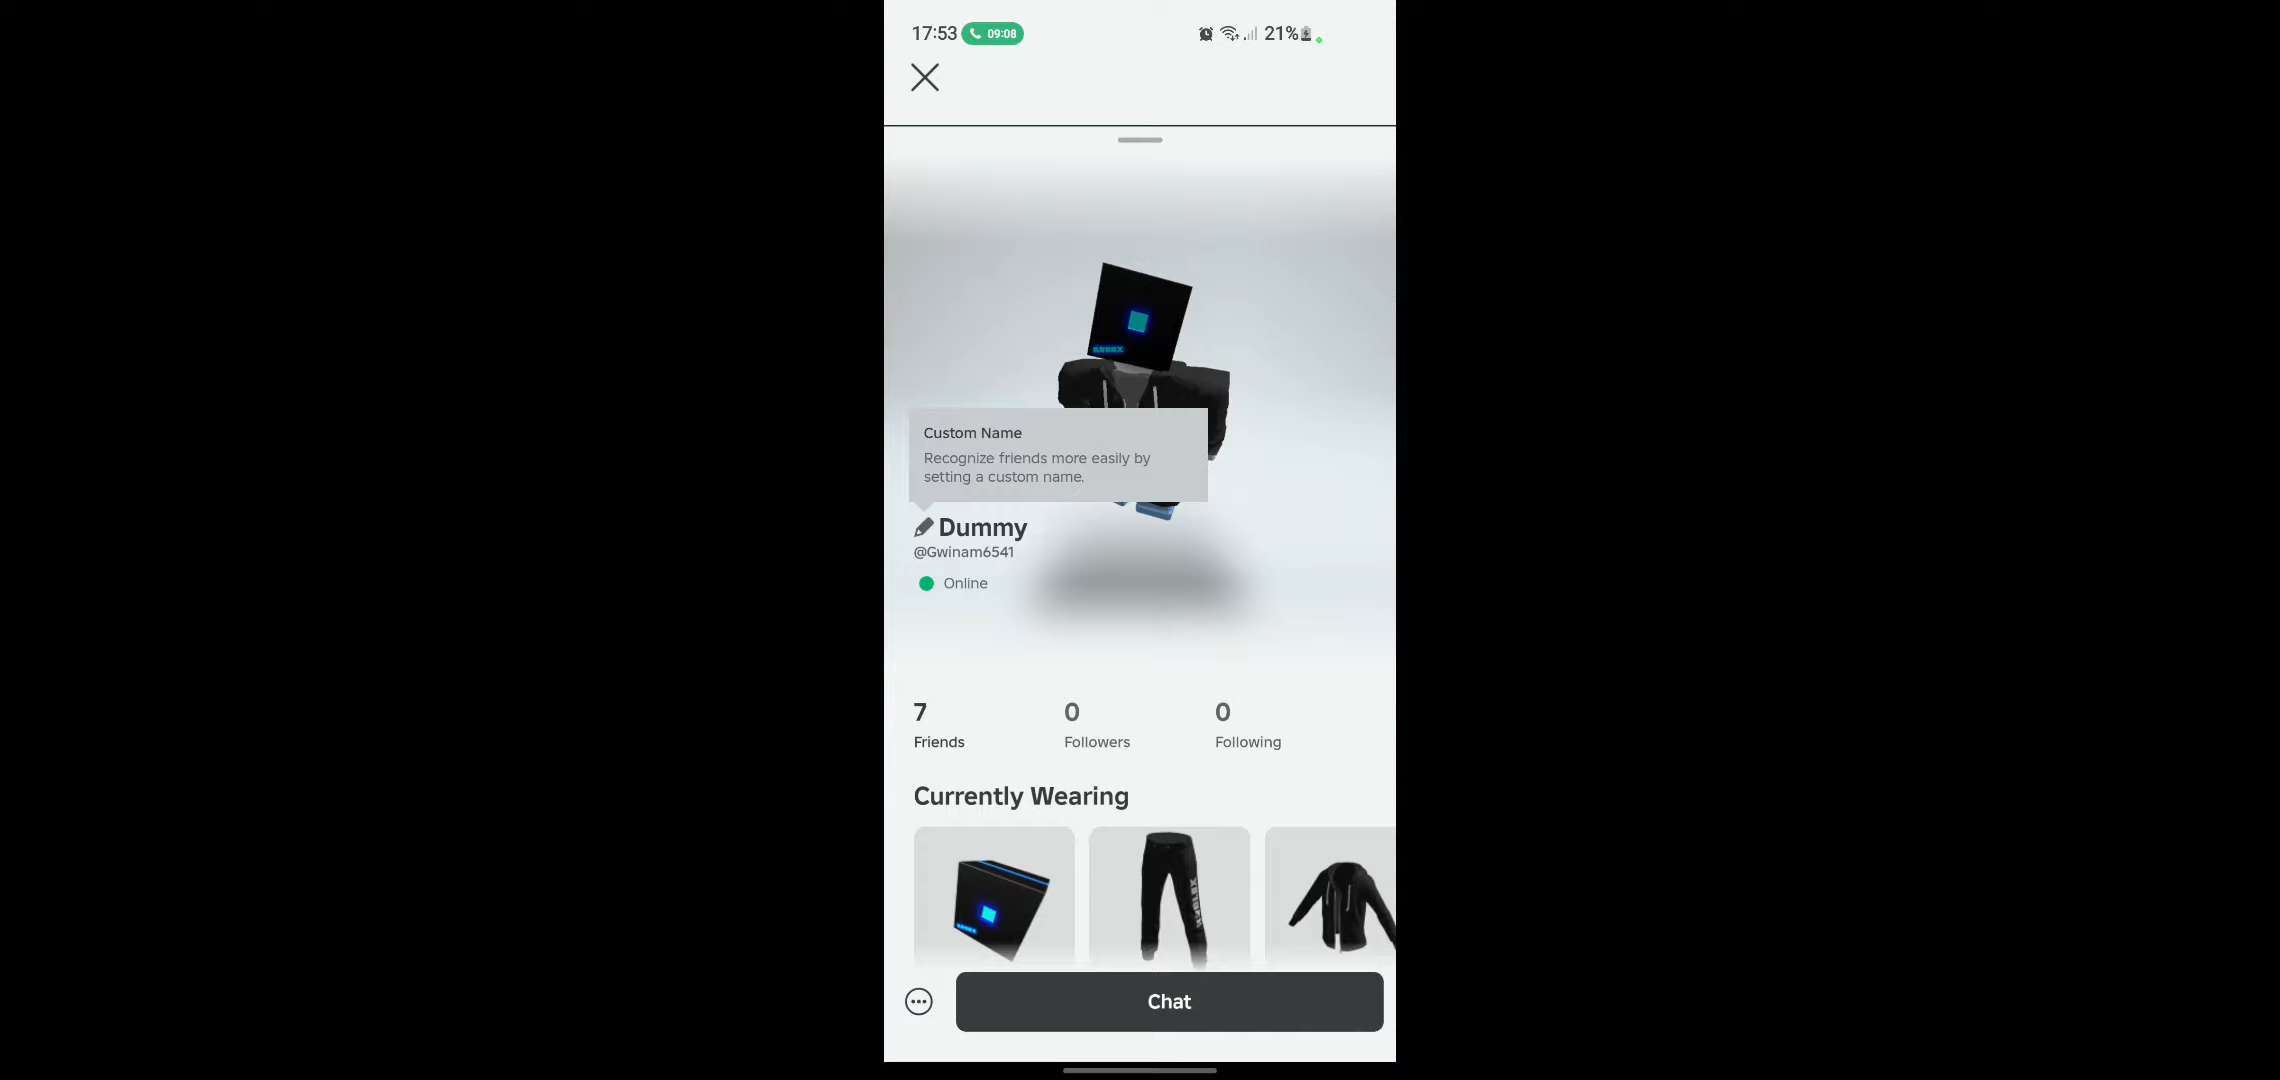 17:53 09:08 21%
Custom Name
Recognize friends more easily by
setting a custom name.
Dummy
@Gwinam6541
Online
7 0 0
Friends Followers Following
Currently Wearing
ROBLOX
Chat